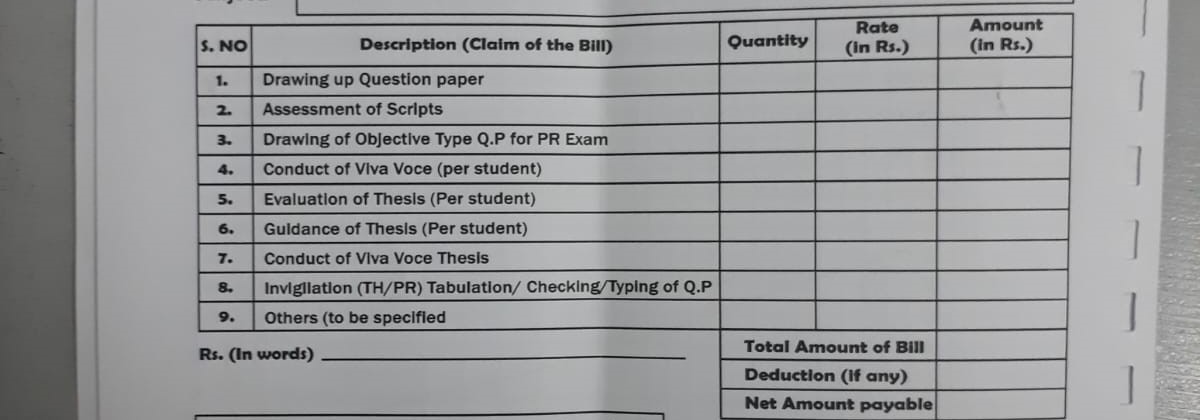 S. NO Description (Claim of the Bill) Quantity Rate (in Rs.) Amount (in Rs.)
1. Drawing up Question paper
2. Assessment of Scripts
3. Drawing of Objective Type Q.P for PR Exam
4. Conduct of Viva Voce (per student)
5. Evaluation of Thesis (Per student)
6. Guidance of Thesis (Per student)
7. Conduct of Viva Voce Thesis
8. Invigilation (TH/PR) Tabulation/ Checking/Typing of Q.P
9. Others (to be specified
Rs. (In words)
Total Amount of Bill
Deduction (If any)
Net Amount payable